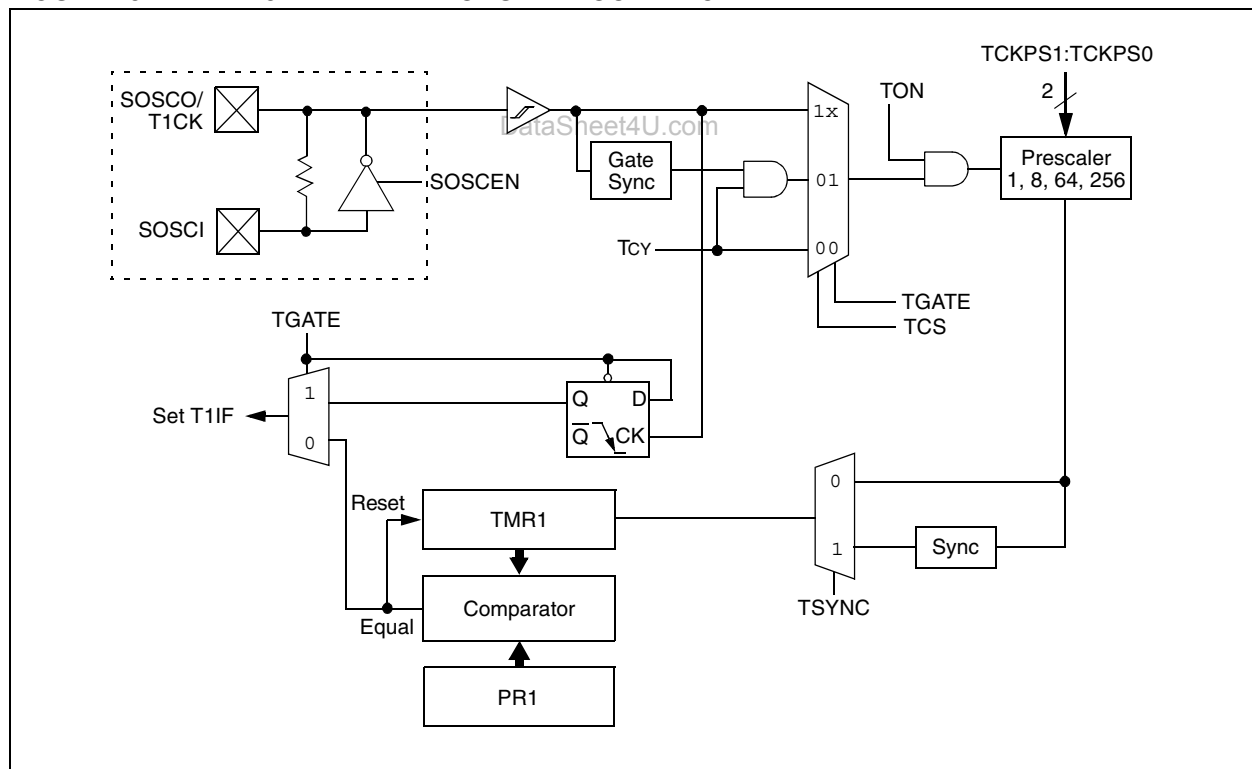 TCKPS1:TCKPS0
2
TON
SOSCO/
T1CK
DataSheet4U.com
1x
Gate
Sync
Prescaler
1, 8, 64, 256
SOSCEN
01
SOSCI
TCY
00
TGATE
TCS
TGATE
1
Q
D
Set T1IF
0
Q
CK
Reset
TMR1
0
1
Sync
Comparator
TSYNC
Equal
PR1